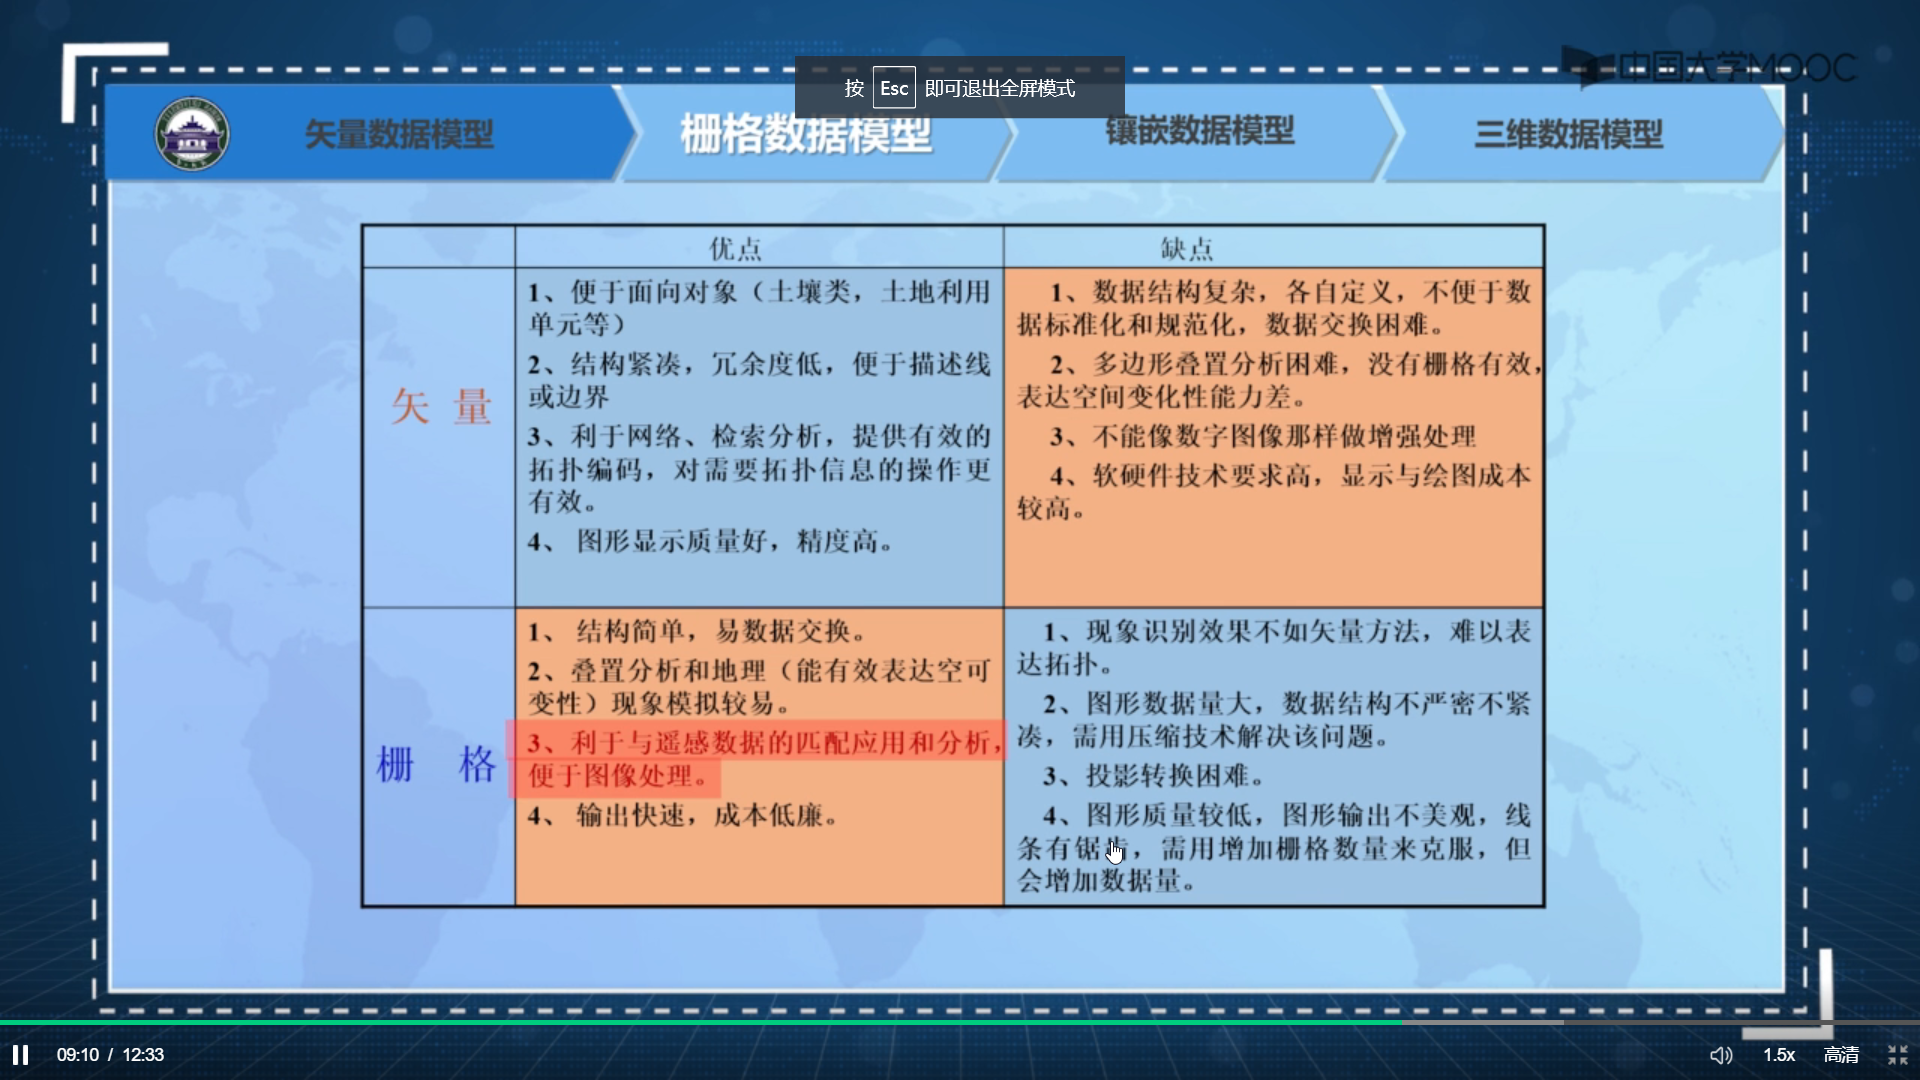 中国大学MOOC
按 Esc 即可退出全屏模式
矢量数据模型
栅格数据模型
镶嵌数据模型
三维数据模型
优点
缺点
矢 量
1、便于面向对象（土壤类，土地利用
单元等）
2、结构紧凑，冗余度低，便于描述线
或边界
3、利于网络、检索分析，提供有效的
拓扑编码，对需要拓扑信息的操作更
有效。
4、 图形显示质量好，精度高。
1、数据结构复杂，各自定义，不便于数
据标准化和规范化，数据交换困难。
2、多边形叠置分析困难，没有栅格有效，
表达空间变化性能力差。
3、不能像数字图像那样做增强处理
4、软硬件技术要求高，显示与绘图成本
较高。
栅 格
1、 结构简单，易数据交换。
2、叠置分析和地理（能有效表达空可
变性）现象模拟较易。
3、利于与遥感数据的匹配应用和分析，
便于图像处理。
4、 输出快速，成本低廉。
1、现象识别效果不如矢量方法，难以表
达拓扑。
2、图形数据量大，数据结构不严密不紧
凑，需用压缩技术解决该问题。
3、投影转换困难。
4、图形质量较低，图形输出不美观，线
条有锯齿，需用增加栅格数量来克服，但
会增加数据量。
09:10 / 12:33
1.5x
高清